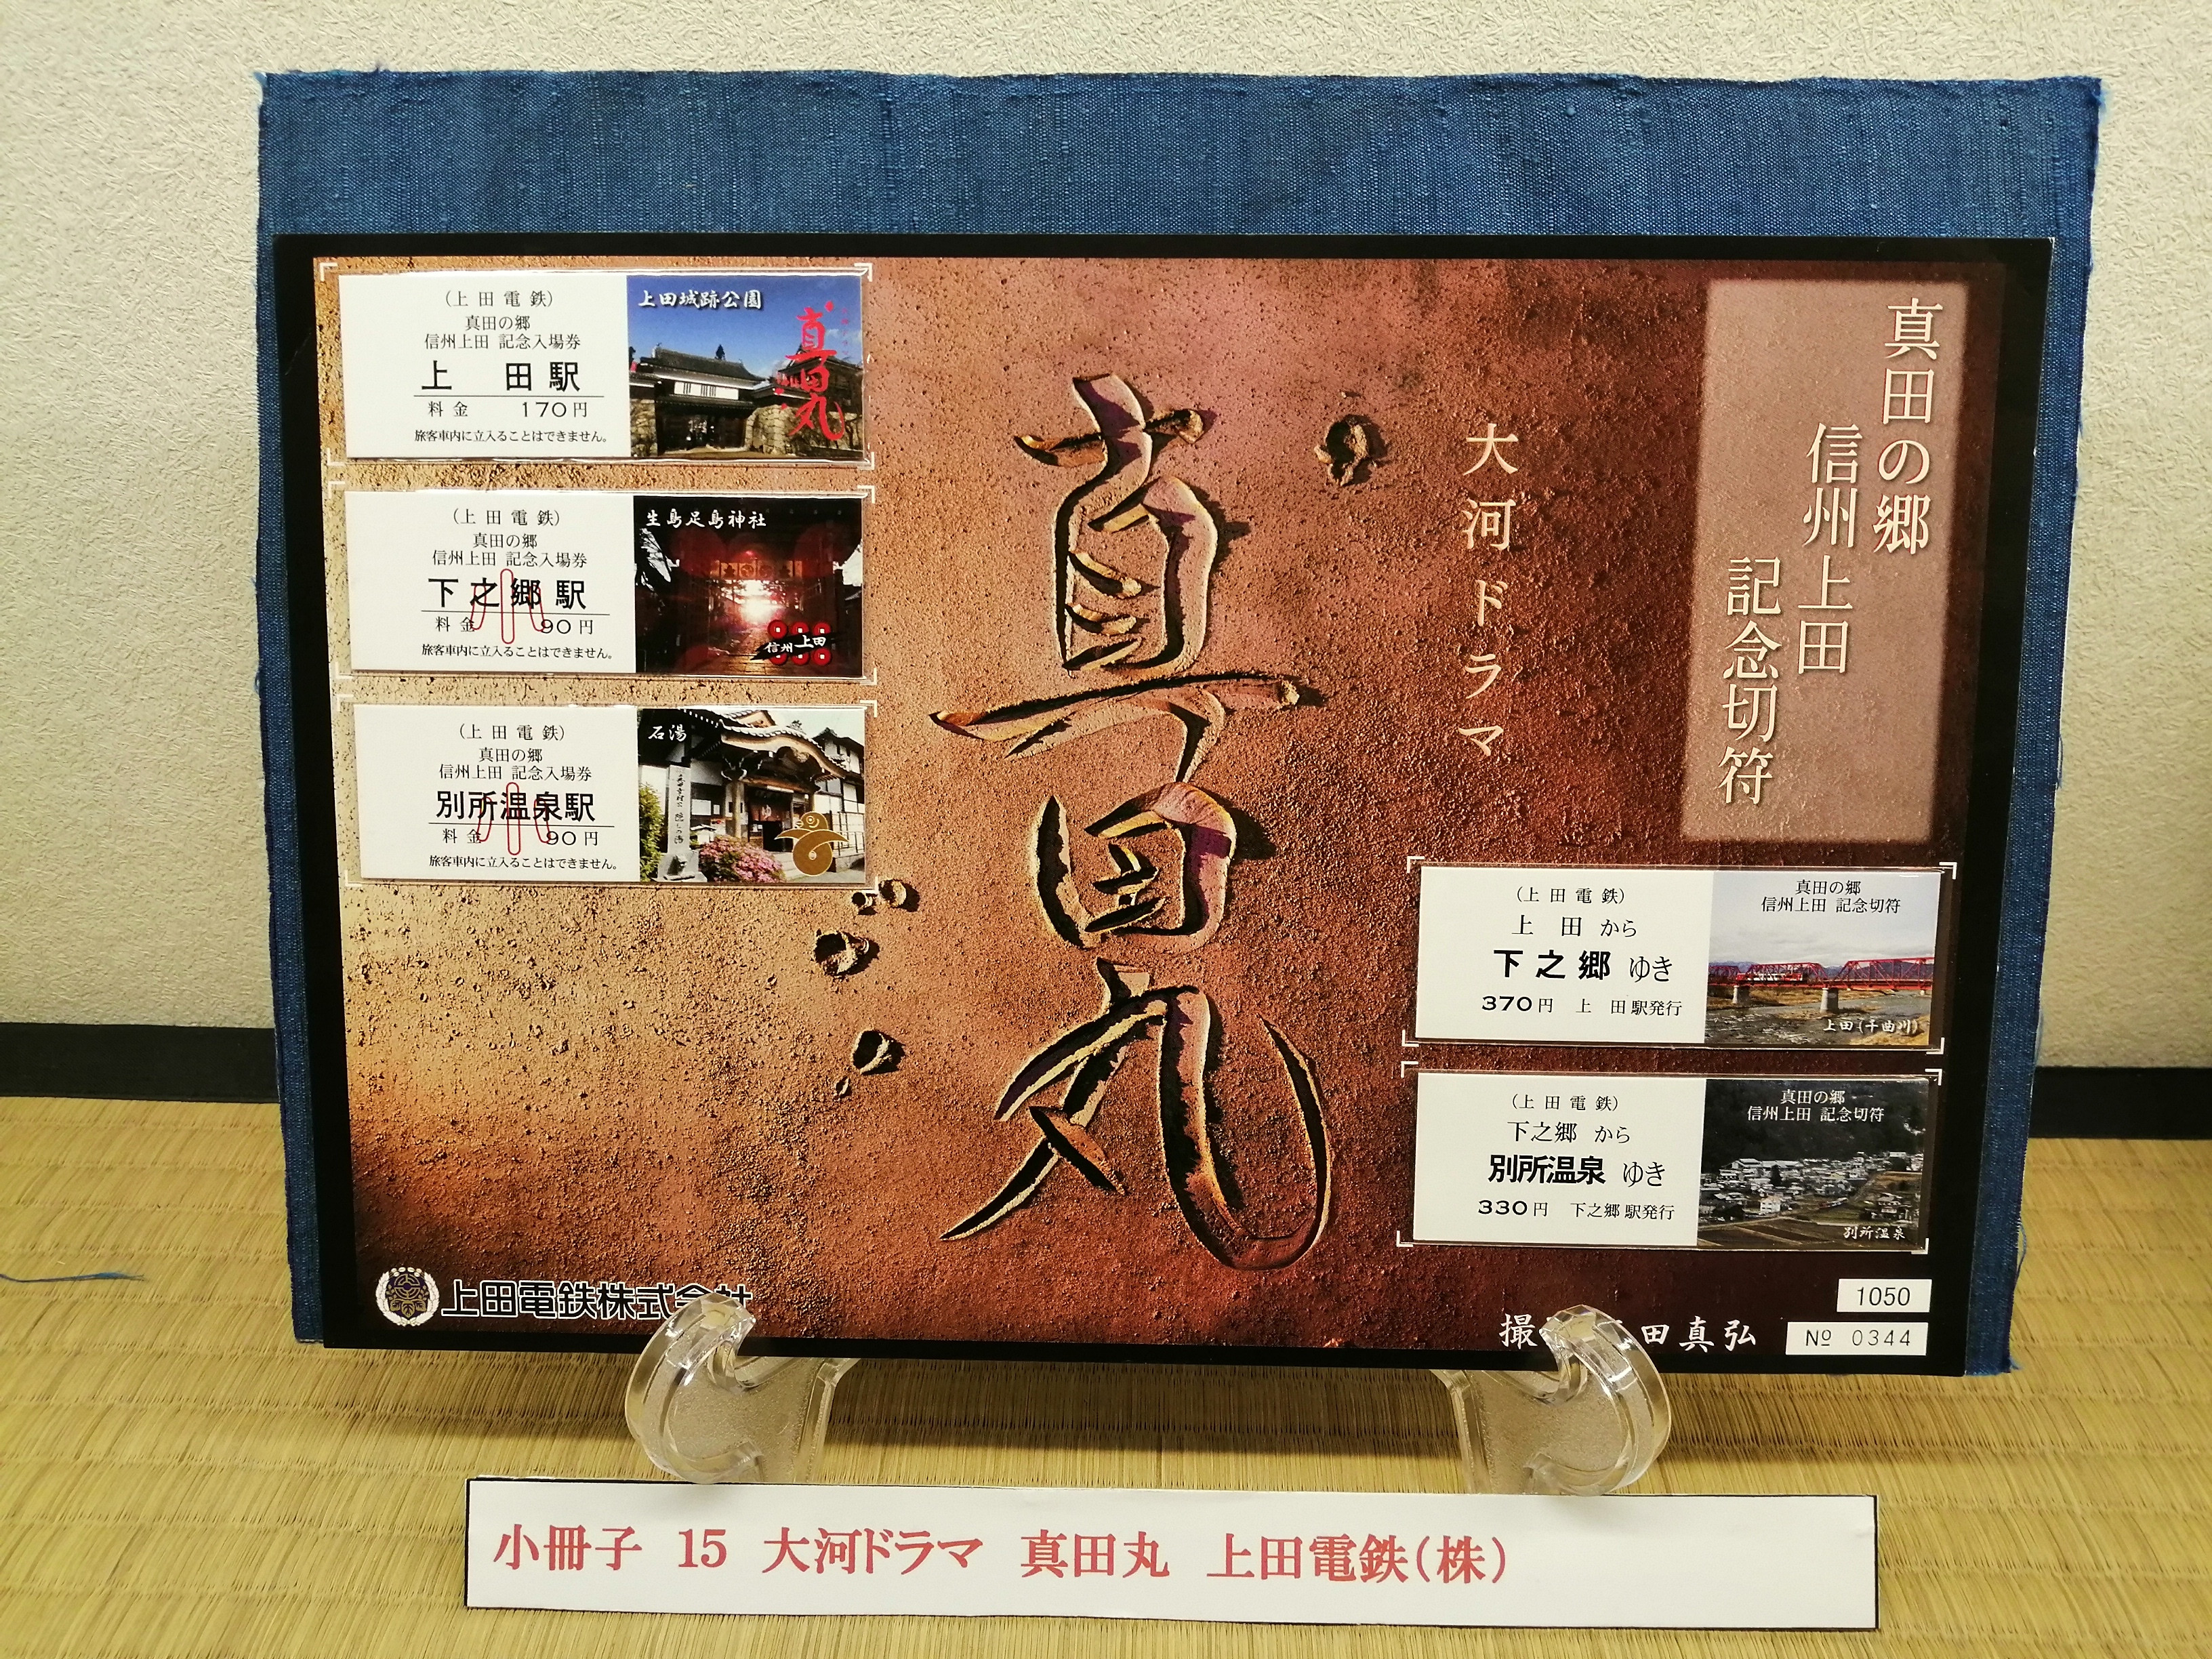 真田の郷
信州上田
記念切符
大河ドラマ
真田丸
(上田電鉄)
真田の郷
信州上田 記念入場券
上 田駅
料金 170円
旅客車内に立入ることはできません。
上田城跡公園
真田丸
(上田電鉄)
真田の郷
信州上田 記念入場券
下之郷駅
小
料金 90円
旅客車内に立入ることはできません。
生島足島神社
信州上田
(上田電鉄)
真田の郷
信州上田 記念入場券
別所温泉駅
小
料金 90円
旅客車内に立入ることはできません。
石湯
(上田電鉄)
上 田 から
下之郷 ゆき
370円 上 田駅発行
真田の郷
信州上田 記念切符
上田(千曲川)
(上田電鉄)
下之郷 から
別所温泉 ゆき
330円 下之郷駅発行
真田の郷
信州上田 記念切符
別所温泉
上田電鉄株式会社
撮 田真弘
1050
№ 0344
小冊子 15 大河ドラマ 真田丸 上田電鉄(株)